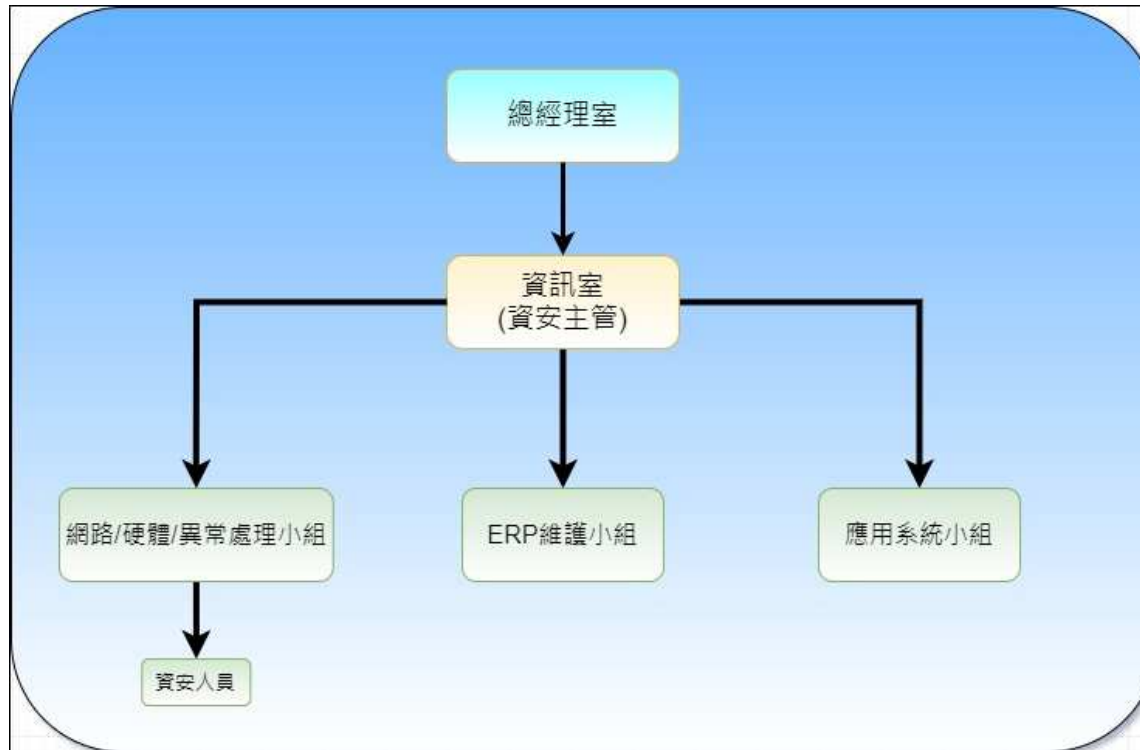 總經理室
資訊室
(資安主管)
網路/硬體/異常處理小組
ERP維護小組
應用系統小組
資安人員